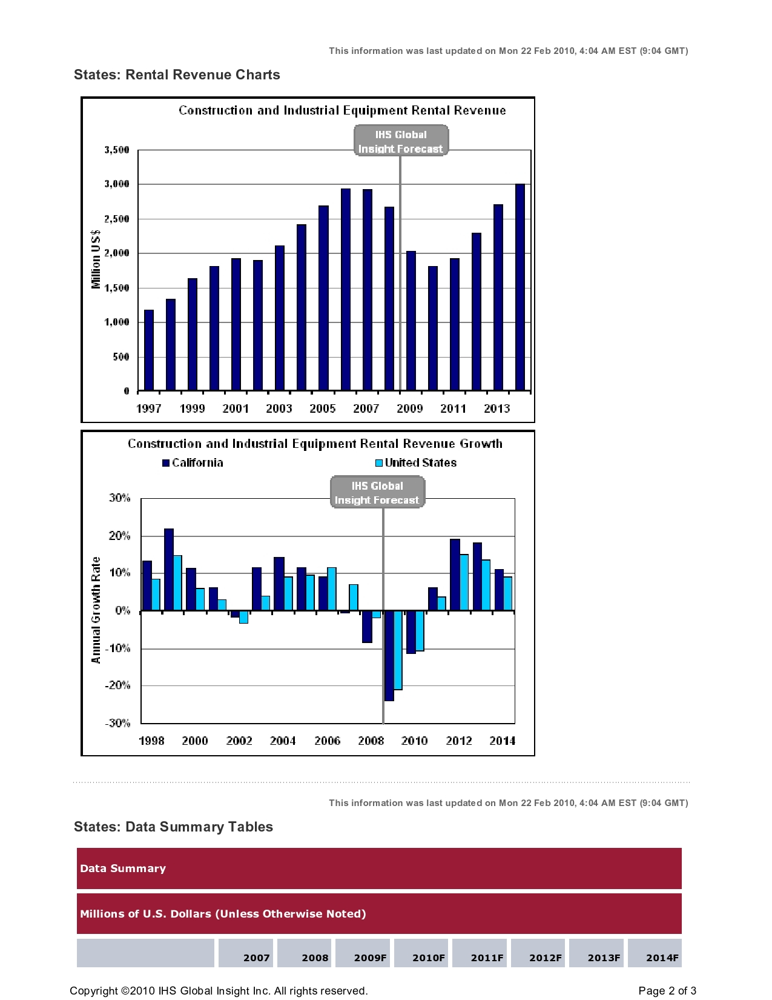 This information was last updated on Mon 22 Feb 2010, 4:04 AM EST (9:04 GMT)
States: Rental Revenue Charts
Construction and Industrial Equipment Rental Revenue
IHS Global
Insight Forecast
Million US$
3,500
3,000
2,500
2,000
1,500
1,000
500
0
1997 1999 2001 2003 2005 2007 2009 2011 2013
Construction and Industrial Equipment Rental Revenue Growth
California United States
IHS Global
Insight Forecast
Annual Growth Rate
30%
20%
10%
0%
-10%
-20%
-30%
1998 2000 2002 2004 2006 2008 2010 2012 2014
This information was last updated on Mon 22 Feb 2010, 4:04 AM EST (9:04 GMT)
States: Data Summary Tables
Data Summary
Millions of U.S. Dollars (Unless Otherwise Noted)
2007 2008 2009F 2010F 2011F 2012F 2013F 2014F
Copyright ©2010 IHS Global Insight Inc. All rights reserved. Page 2 of 3